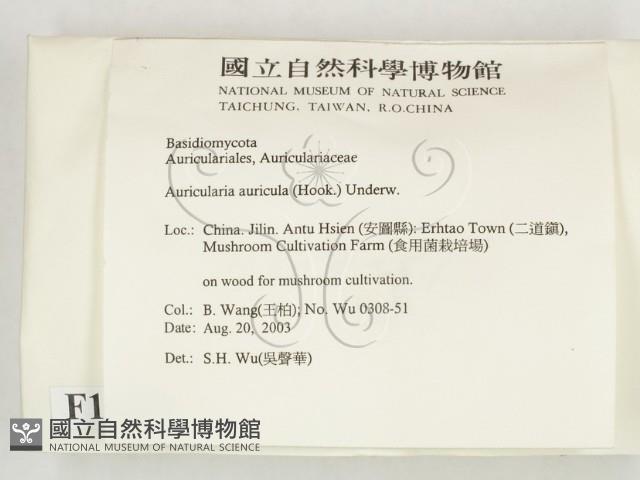 國立自然科學博物館
NATIONAL MUSEUM OF NATURAL SCIENCE
TAICHUNG, TAIWAN, R.O.CHINA
Basidiomycota
Auriculariales, Auriculariaceae
Auricularia auricula (Hook.) Underw.
Loc.: China. Jilin. Antu Hsien (安圖縣): Erhtao Town (二道鎮),
Mushroom Cultivation Farm (食用菌栽培場)
on wood for mushroom cultivation.
Col.: B. Wang(王柏); No. Wu 0308-51
Date: Aug. 20, 2003
Det.: S.H. Wu(吳聲華)
F1
國立自然科學博物館
NATIONAL MUSEUM OF NATURAL SCIENCE